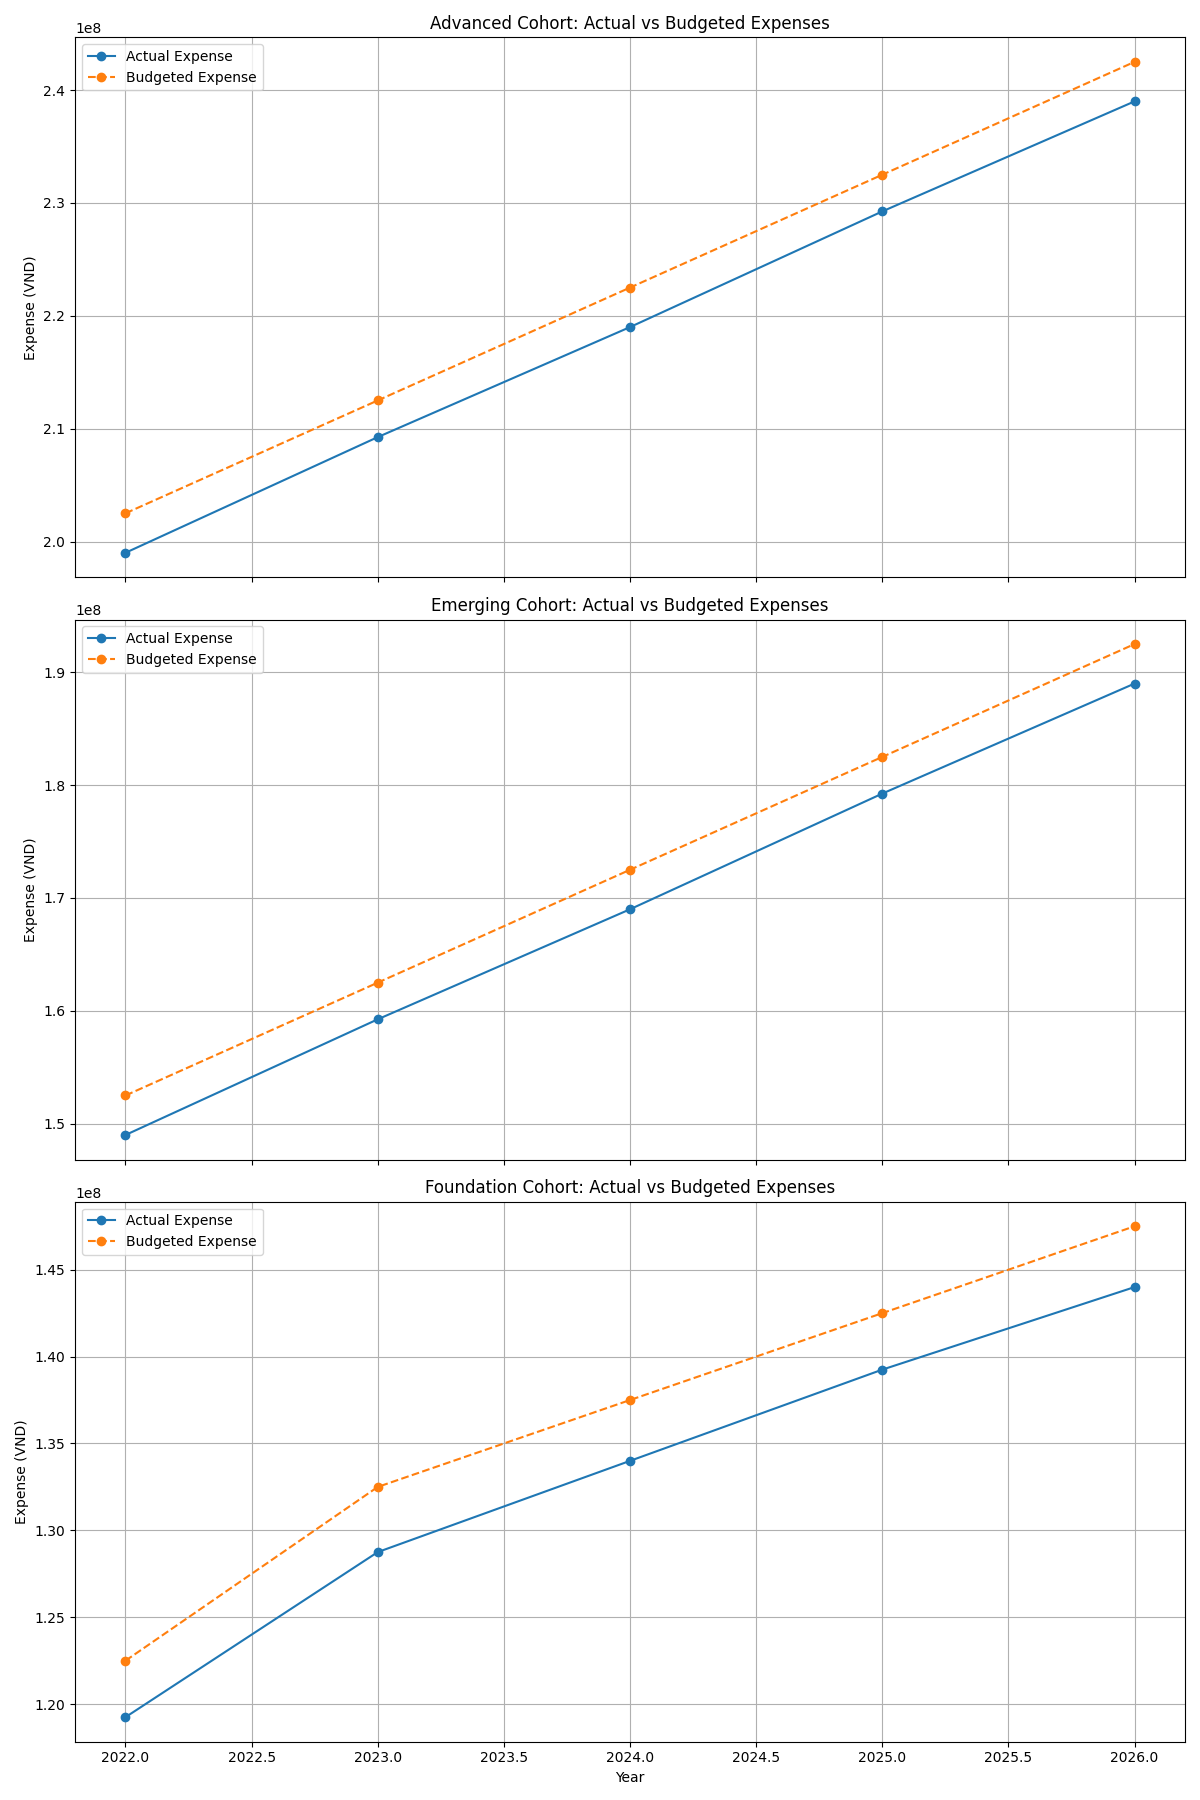 Advanced Cohort: Actual vs Budgeted Expenses
1e8
Actual Expense
Budgeted Expense
2.4
2.3
2.2
2.1
2.0
Expense (VND)
Emerging Cohort: Actual vs Budgeted Expenses
1e8
Actual Expense
Budgeted Expense
1.9
1.8
1.7
1.6
1.5
Expense (VND)
Foundation Cohort: Actual vs Budgeted Expenses
1e8
Actual Expense
Budgeted Expense
1.45
1.40
1.35
1.30
1.25
1.20
Expense (VND)
2022.0 2022.5 2023.0 2023.5 2024.0 2024.5 2025.0 2025.5 2026.0
Year